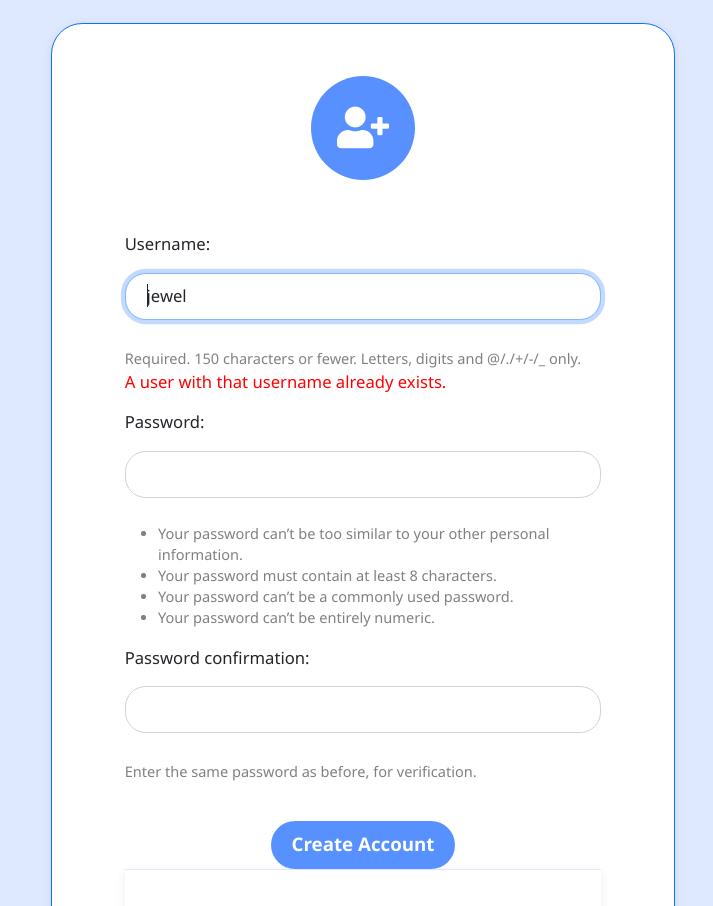 Username:
jewel
Required. 150 characters or fewer. Letters, digits and @/./+/-/_ only.
A user with that username already exists.
Password:
Your password can’t be too similar to your other personal
information.
Your password must contain at least 8 characters.
Your password can’t be a commonly used password.
Your password can’t be entirely numeric.
Password confirmation:
Enter the same password as before, for verification.
Create Account